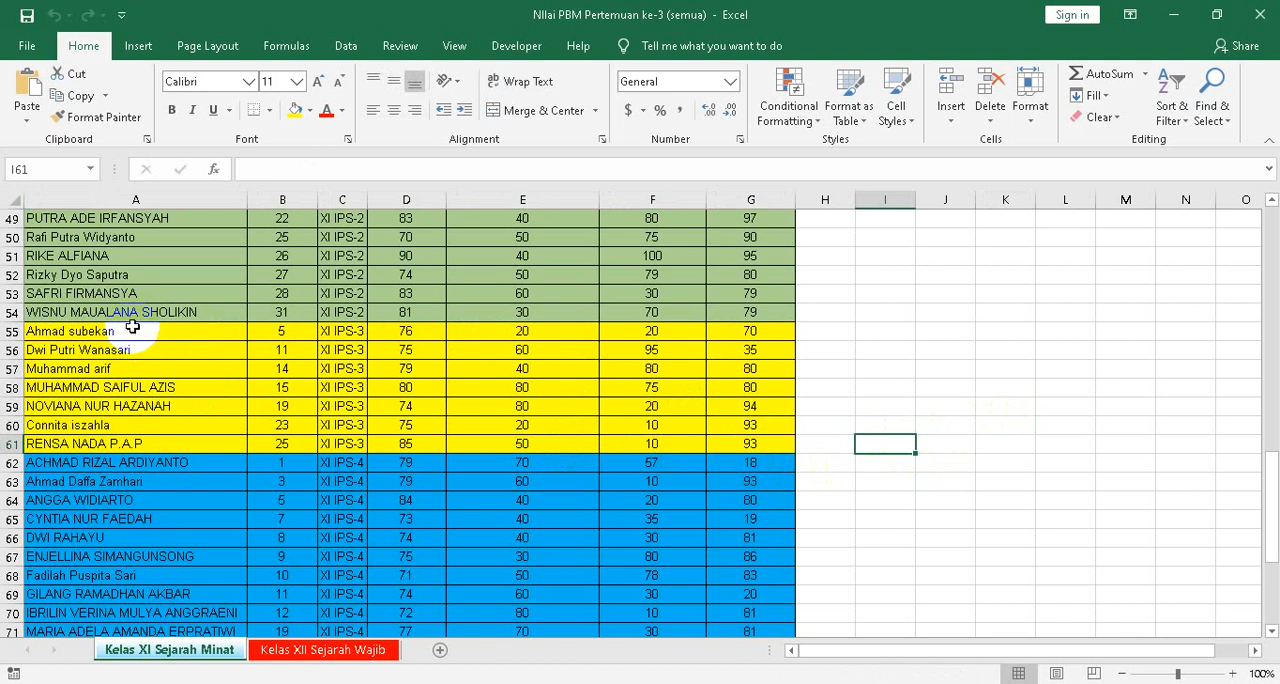 NIlai PBM Pertemuan ke-3 (semua) - Excel
Sign in
File Home Insert Page Layout Formulas Data Review View Developer Help Tell me what you want to do Share
Paste Cut Copy Format Painter Clipboard
Calibri 11 B I U Font
Wrap Text Merge & Center Alignment
General $ % , Number
Conditional Formatting Format as Table Cell Styles Styles
Insert Delete Format Cells
AutoSum Fill Clear Sort & Filter Find & Select Editing
I61 fx
A B C D E F G H I J K L M N O
49 PUTRA ADE IRFANSYAH 22 XI IPS-2 83 40 80 97
50 Rafi Putra Widyanto 25 XI IPS-2 70 50 75 90
51 RIKE ALFIANA 26 XI IPS-2 90 40 100 95
52 Rizky Dyo Saputra 27 XI IPS-2 74 50 79 80
53 SAFRI FIRMANSYA 28 XI IPS-2 83 60 30 79
54 WISNU MAUALANA SHOLIKIN 31 XI IPS-2 81 30 70 79
55 Ahmad subekan 5 XI IPS-3 76 20 20 70
56 Dwi Putri Wanasari 11 XI IPS-3 75 60 95 35
57 Muhammad arif 14 XI IPS-3 79 40 80 80
58 MUHAMMAD SAIFUL AZIS 15 XI IPS-3 80 80 75 80
59 NOVIANA NUR HAZANAH 19 XI IPS-3 74 80 20 94
60 Connita iszahla 23 XI IPS-3 75 20 10 93
61 RENSA NADA P.A.P 25 XI IPS-3 85 50 10 93
62 ACHMAD RIZAL ARDIYANTO 1 XI IPS-4 79 70 57 18
63 Ahmad Daffa Zamhari 3 XI IPS-4 79 60 10 93
64 ANGGA WIDIARTO 5 XI IPS-4 84 40 20 80
65 CYNTIA NUR FAEDAH 7 XI IPS-4 73 40 35 19
66 DWI RAHAYU 8 XI IPS-4 74 40 30 81
67 ENJELLINA SIMANGUNSONG 9 XI IPS-4 75 30 80 86
68 Fadilah Puspita Sari 10 XI IPS-4 71 50 78 83
69 GILANG RAMADHAN AKBAR 11 XI IPS-4 74 60 30 20
70 IBRILIN VERINA MULYA ANGGRAENI 12 XI IPS-4 72 80 10 81
71 MARIA ADELA AMANDA ERPRATIWI 19 XI IPS-4 77 70 30 81
Kelas XI Sejarah Minat Kelas XII Sejarah Wajib
100%